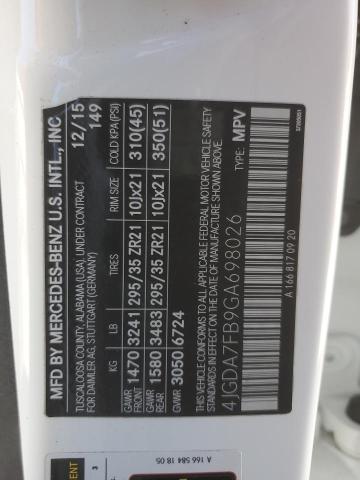 MFD BY MERCEDES-BENZ U.S. INTL., INC
TUSCALOOSA COUNTY, ALABAMA (USA), UNDER CONTRACT
FOR DAIMLER AG, STUTTGART (GERMANY)
12/15
149
KG LB TIRES RIM SIZE COLD KPA (PSI)
GAWR FRONT 1470 3241 295/35 ZR21 10Jx21 310(45)
GAWR REAR 1580 3483 295/35 ZR21 10Jx21 350(51)
GVWR 3050 6724
THIS VEHICLE CONFORMS TO ALL APPLICABLE FEDERAL MOTOR VEHICLE SAFETY
STANDARDS IN EFFECT ON THE DATE OF MANUFACTURE SHOWN ABOVE.
4JGDA7FB9GA698026
TYPE: MPV
A 166 817 09 20
A 166 584 18 05
3